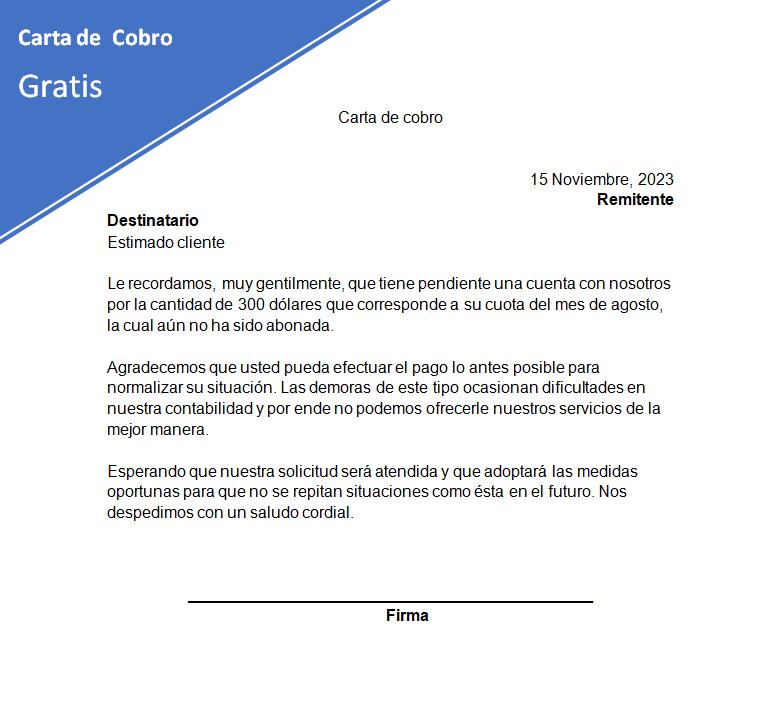 Carta de Cobro
Gratis
Carta de cobro
15 Noviembre, 2023
Remitente
Destinatario
Estimado cliente
Le recordamos, muy gentilmente, que tiene pendiente una cuenta con nosotros
por la cantidad de 300 dólares que corresponde a su cuota del mes de agosto,
la cual aún no ha sido abonada.
Agradecemos que usted pueda efectuar el pago lo antes posible para
normalizar su situación. Las demoras de este tipo ocasionan dificultades en
nuestra contabilidad y por ende no podemos ofrecerle nuestros servicios de la
mejor manera.
Esperando que nuestra solicitud será atendida y que adoptará las medidas
oportunas para que no se repitan situaciones como ésta en el futuro. Nos
despedimos con un saludo cordial.
Firma